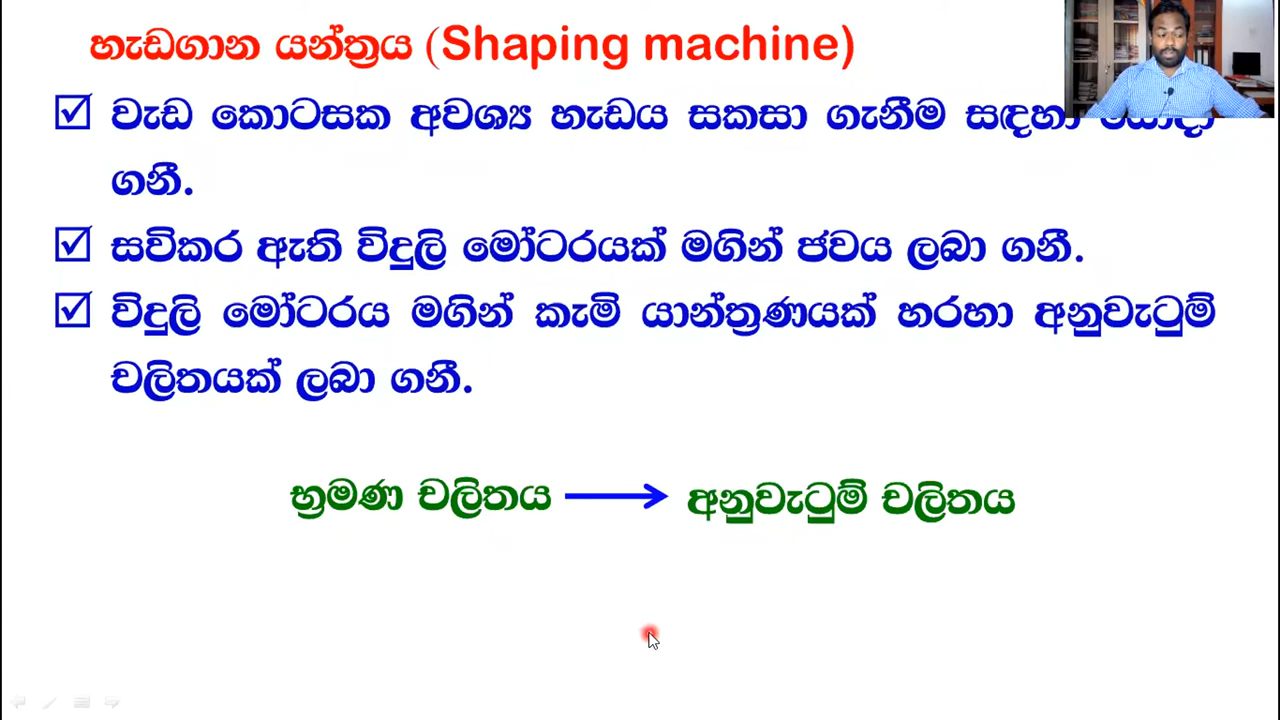 හැඩගාන යන්ත්‍රය (Shaping machine)
වැඩ කොටසක අවශ්‍ය හැඩය සකසා ගැනීම සඳහා
ගනී.
සවිකර ඇති විදුලි මෝටරයක් මගින් ජවය ලබා ගනී.
විදුලි මෝටරය මගින් කැමි යාන්ත්‍රණයක් හරහා අනුවැටුම්
චලිතයක් ලබා ගනී.
භ්‍රමණ චලිතය → අනුවැටුම් චලිතය